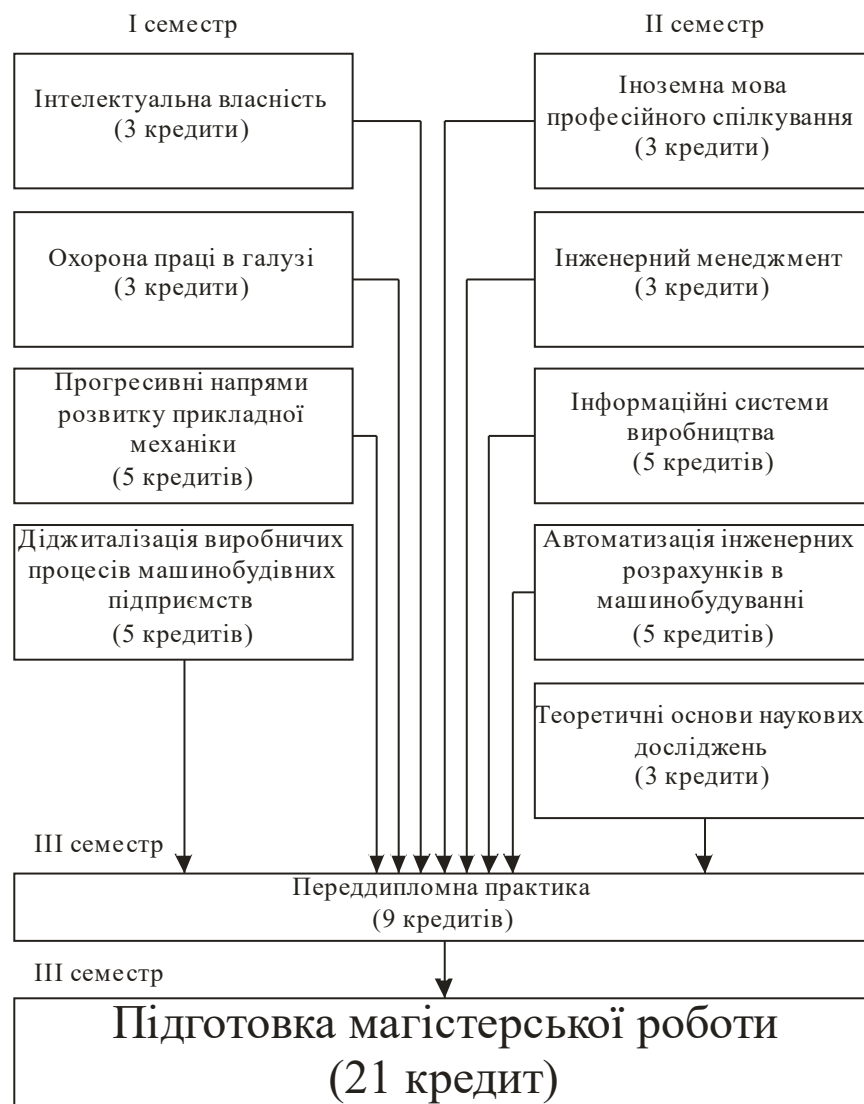 I семестр
Інтелектуальна власність
(3 кредити)
Охорона праці в галузі
(3 кредити)
Прогресивні напрями
розвитку прикладної
механіки
(5 кредитів)
Діджиталізація виробничих
процесів машинобудівних
підприємств
(5 кредитів)
II семестр
Іноземна мова
професійного спілкування
(3 кредити)
Інженерний менеджмент
(3 кредити)
Інформаційні системи
виробництва
(5 кредитів)
Автоматизація інженерних
розрахунків в
машинобудуванні
(5 кредитів)
Теоретичні основи наукових
досліджень
(3 кредити)
III семестр
Переддипломна практика
(9 кредитів)
III семестр
Підготовка магістерської роботи
(21 кредит)